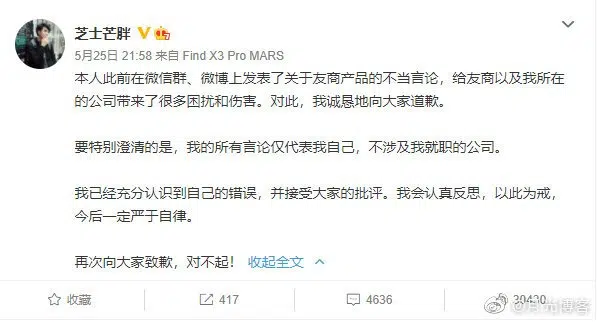 芝士芒胖
5月25日 21:58 来自 Find X3 Pro MARS
本人此前在微信群、微博上发表了关于友商产品的不当言论，给友商以及我所在
的公司带来了很多困扰和伤害。对此，我诚恳地向大家道歉。
要特别澄清的是，我的所有言论仅代表我自己，不涉及我就职的公司。
我已经充分认识到自己的错误，并接受大家的批评。我会认真反思，以此为戒，
今后一定严于自律。
再次向大家致歉，对不起！ 收起全文
收藏 417 4636 30430
@月光博客